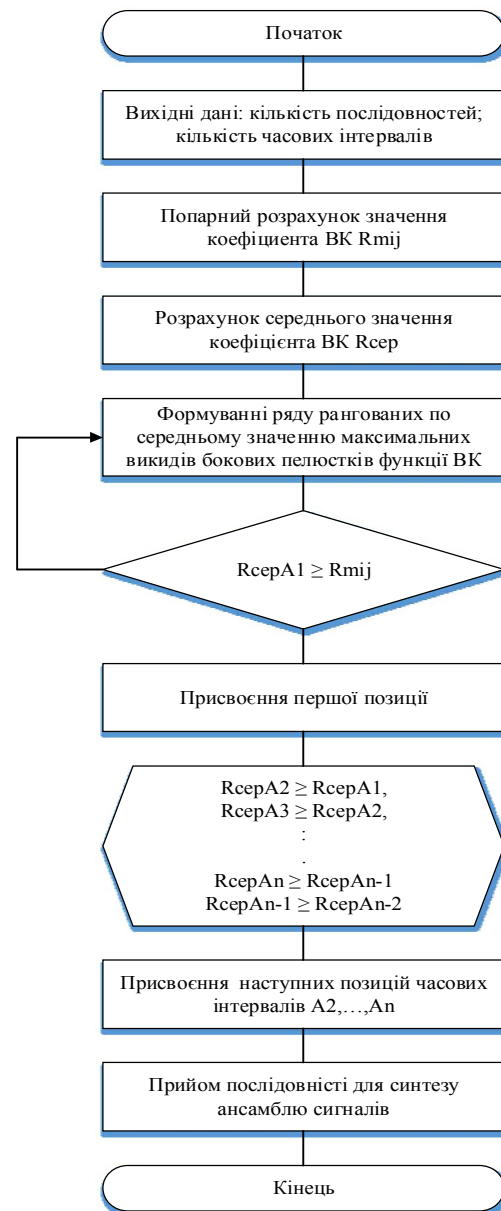 Початок
Вихідні дані: кількість послідовностей;
кількість часових інтервалів
Попарний розрахунок значення
коефіциента ВК Rmij
Розрахунок середнього значення
коефіцієнта ВК Rcep
Формуванні ряду рангованих по
середньому значенню максимальних
викидів бокових пелюстків функції ВК
RcepA1 ≥ Rmij
Присвоєння першої позиції
RcepA2 ≥ RcepA1,
RcepA3 ≥ RcepA2,
:
.
RcepAn ≥ RcepAn-1
RcepAn-1 ≥ RcepAn-2
Присвоєння наступних позицій часових
інтервалів A2,…,An
Прийом послідовністі для синтезу
ансамблю сигналів
Кінець